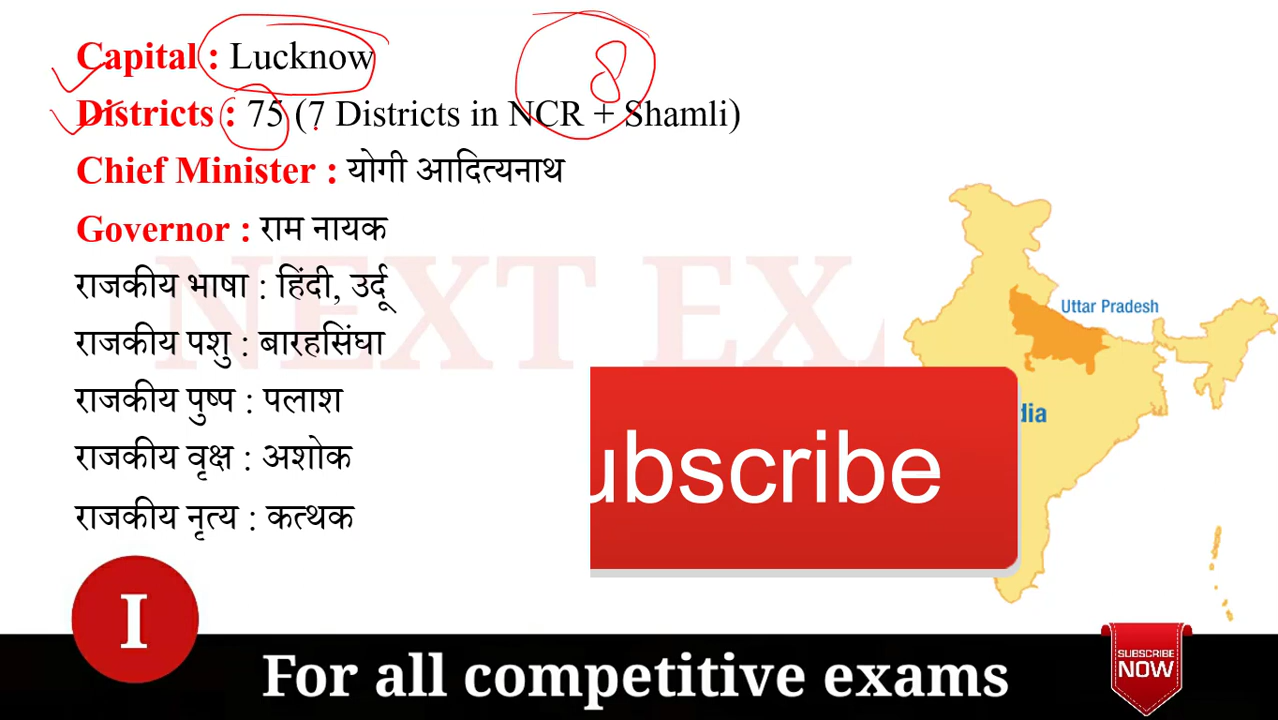 Capital : Lucknow
8
Districts : 75 (7 Districts in NCR + Shamli)
Chief Minister : योगी आदित्यनाथ
Governor : राम नायक
राजकीय भाषा : हिंदी, उर्दू
राजकीय पशु : बारहसिंघा
राजकीय पुष्प : पलाश
राजकीय वृक्ष : अशोक
राजकीय नृत्य : कत्थक
NEXT EX
Uttar Pradesh
dia
ubscribe
I
For all competitive exams
SUBSCRIBE
NOW